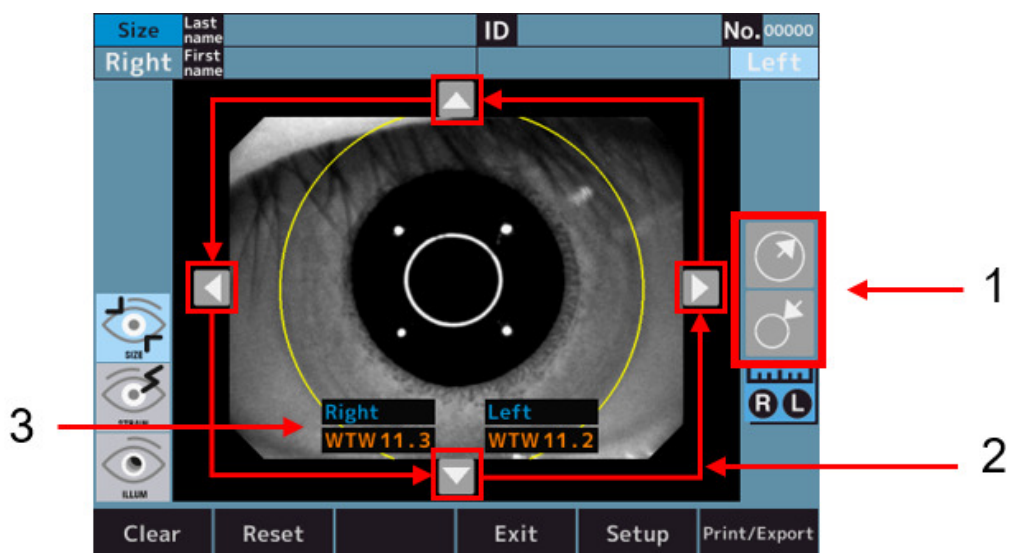 Size Last name ID No. 00000
Right First name Left
1
SIZE
STRAIN
R L
3 Right Left
WTW 11.3 WTW 11.2
2
ILLUM
Clear Reset Exit Setup Print/Export